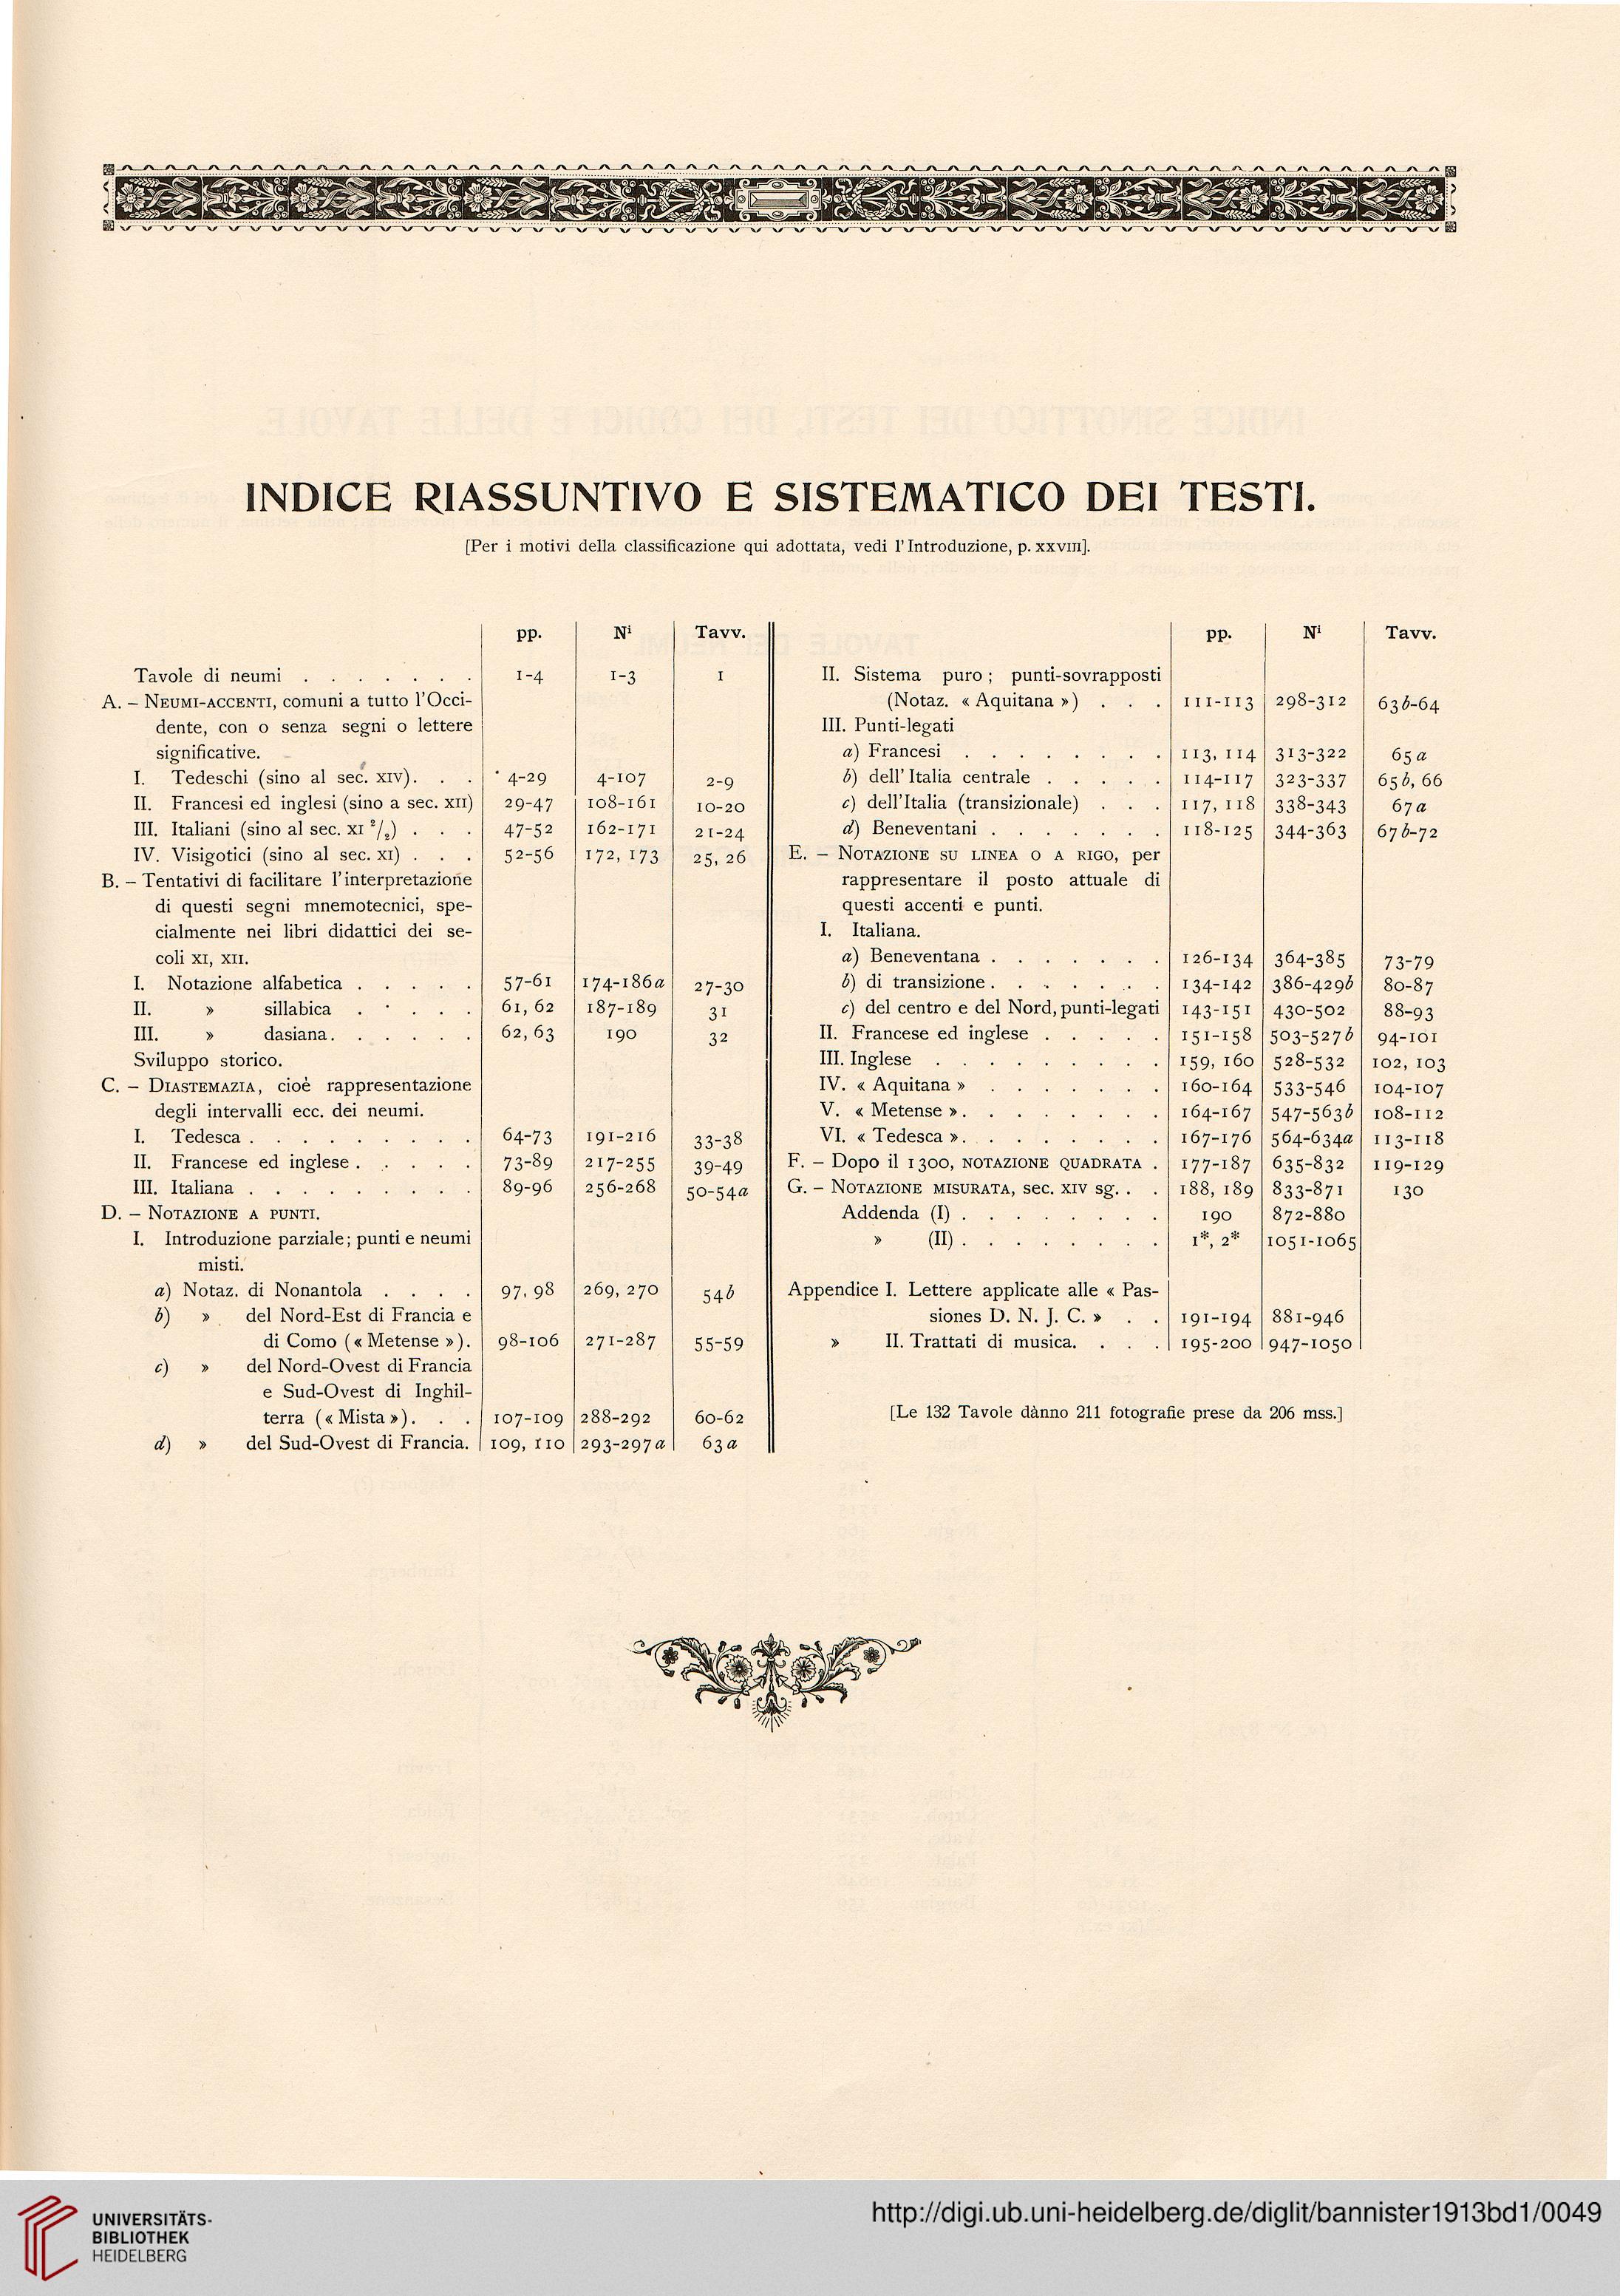 INDICE RIASSUNTIVO E SISTEMATICO DEI TESTI.
[Per i motivi della classificazione qui adottata, vedi l'Introduzione, p. XXVIII].
pp. Nⁱ Tavv.
Tavole di neumi . . . . . . . 1-4 1-3 1
A. – NEUMI-ACCENTI, comuni a tutto l'Occi-
dente, con o senza segni o lettere
significative.
I. Tedeschi (sino al sec. XIV). . . 4-29 4-107 2-9
II. Francesi ed inglesi (sino a sec. XII) 29-47 108-161 10-20
III. Italiani (sino al sec. XI ²/₂) . . . 47-52 162-171 21-24
IV. Visigotici (sino al sec. XI) . . . 52-56 172, 173 25, 26
B. – Tentativi di facilitare l'interpretazione
di questi segni mnemotecnici, spe-
cialmente nei libri didattici dei se-
coli XI, XII.
I. Notazione alfabetica . . . . . 57-61 174-186a 27-30
II. » sillabica . . . . . 61, 62 187-189 31
III. » dasiana. . . . . . 62, 63 190 32
Sviluppo storico.
C. – DIASTEMAZIA, cioè rappresentazione
degli intervalli ecc. dei neumi.
I. Tedesca . . . . . . . . . 64-73 191-216 33-38
II. Francese ed inglese . . . . . 73-89 217-255 39-49
III. Italiana . . . . . . . . . 89-96 256-268 50-54a
D. – NOTAZIONE A PUNTI.
I. Introduzione parziale; punti e neumi
misti.
a) Notaz. di Nonantola . . . . 97, 98 269, 270 54b
b) » del Nord-Est di Francia e
di Como (« Metense »). 98-106 271-287 55-59
c) » del Nord-Ovest di Francia
e Sud-Ovest di Inghil-
terra (« Mista »). . . 107-109 288-292 60-62
d) » del Sud-Ovest di Francia. 109, 110 293-297a 63a
pp. Nⁱ Tavv.
II. Sistema puro ; punti-sovrapposti
(Notaz. « Aquitana ») . . . 111-113 298-312 63b-64
III. Punti-legati
a) Francesi . . . . . . . . 113, 114 313-322 65a
b) dell'Italia centrale . . . . . 114-117 323-337 65b, 66
c) dell'Italia (transizionale) . . . 117, 118 338-343 67a
d) Beneventani . . . . . . . 118-125 344-363 67b-72
E. – NOTAZIONE SU LINEA O A RIGO, per
rappresentare il posto attuale di
questi accenti e punti.
I. Italiana.
a) Beneventana . . . . . . . 126-134 364-385 73-79
b) di transizione . . . . . . . 134-142 386-429b 80-87
c) del centro e del Nord, punti-legati 143-151 430-502 88-93
II. Francese ed inglese . . . . . 151-158 503-527b 94-101
III. Inglese . . . . . . . . . 159, 160 528-532 102, 103
IV. « Aquitana » . . . . . . . 160-164 533-546 104-107
V. « Metense ». . . . . . . . 164-167 547-563b 108-112
VI. « Tedesca ». . . . . . . . 167-176 564-634a 113-118
F. – Dopo il 1300, NOTAZIONE QUADRATA . 177-187 635-832 119-129
G. – NOTAZIONE MISURATA, sec. XIV sg. . . 188, 189 833-871 130
Addenda (I) . . . . . . . . 190 872-880
» (II) . . . . . . . . 1*, 2* 1051-1065
Appendice I. Lettere applicate alle « Pas-
siones D. N. J. C. » . . 191-194 881-946
» II. Trattati di musica. . . . 195-200 947-1050
[Le 132 Tavole dànno 211 fotografie prese da 206 mss.]
UNIVERSITÄTS-
BIBLIOTHEK
HEIDELBERG
http://digi.ub.uni-heidelberg.de/diglit/bannister1913bd1/0049